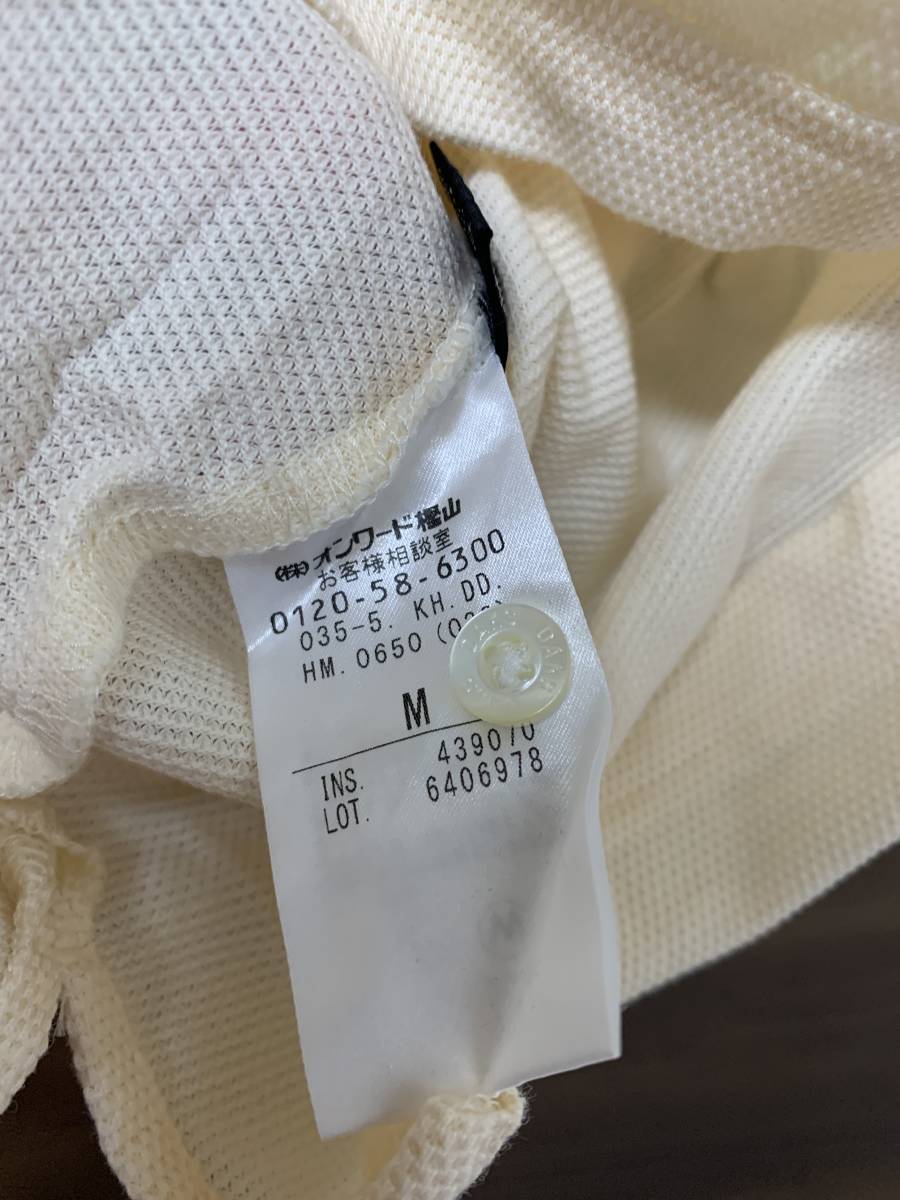 (株)オンワード樫山
お客様相談室
0120-58-6300
035-5. KH.DD.
HM. 0650
M
INS. 439070
LOT. 6406978